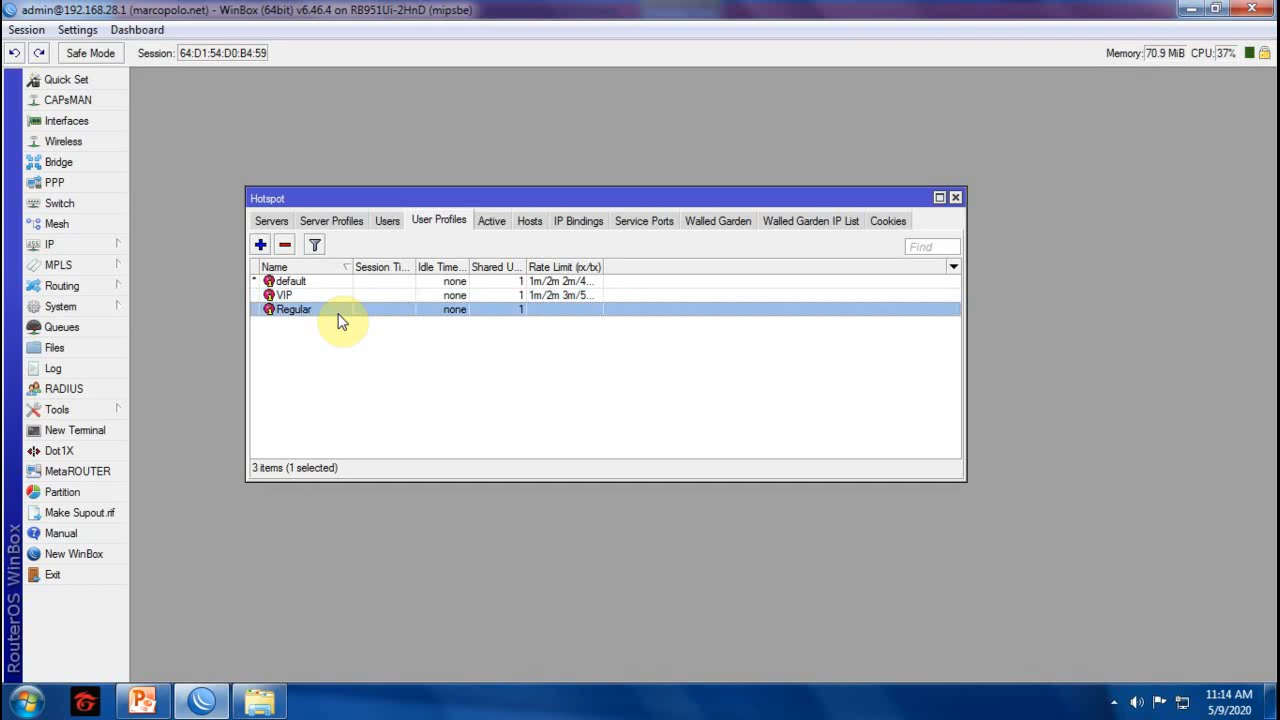 admin@192.168.28.1 (marcopolo.net) - WinBox (64bit) v6.46.4 on RB951Ui-2HnD (mipsbe)
Session Settings Dashboard
Safe Mode Session: 64:D1:54:D0:B4:59 Memory: 70.9 MiB CPU: 37%
Quick Set
CAPsMAN
Interfaces
Wireless
Bridge
PPP
Switch
Mesh
IP
MPLS
Routing
System
Queues
Files
Log
RADIUS
Tools
New Terminal
Dot1X
MetaROUTER
Partition
Make Supout.rif
Manual
New WinBox
Exit
RouterOS WinBox
Hotspot
Servers Server Profiles Users User Profiles Active Hosts IP Bindings Service Ports Walled Garden Walled Garden IP List Cookies
Find
Name Session Ti... Idle Time... Shared U... Rate Limit (rx/tx)
* default none 1 1m/2m 2m/4...
VIP none 1 1m/2m 3m/5...
Regular none 1
3 items (1 selected)
11:14 AM
5/9/2020